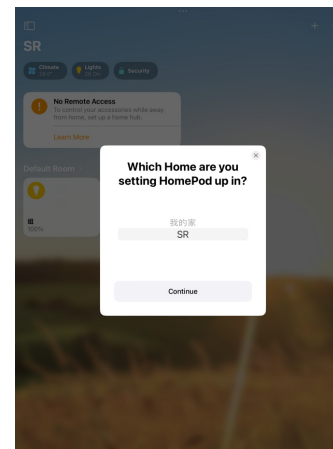 SR
Climate
Lights
Security
No Remote Access
To control your accessories while away
from home, set up a home hub.
Learn More
Default Room
100%
Which Home are you
setting HomePod up in?
我的家
SR
Continue